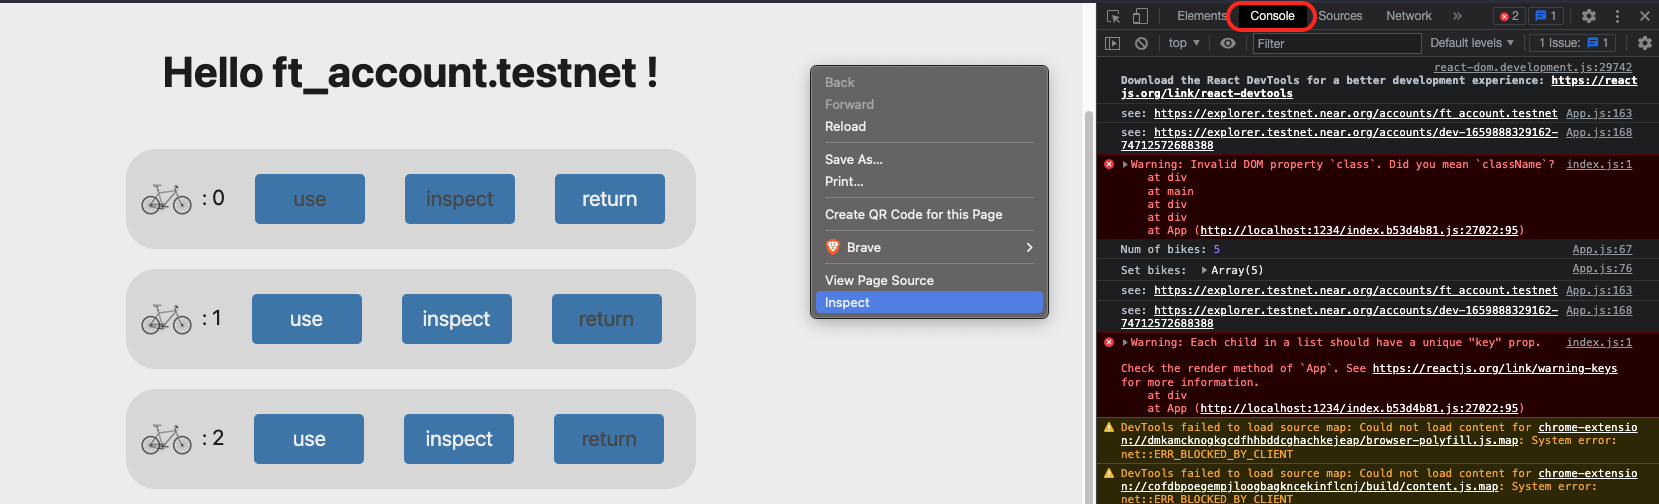 Hello ft_account.testnet !
: 0
use
inspect
return
: 1
use
inspect
return
: 2
use
inspect
return
Back
Forward
Reload
Save As...
Print...
Create QR Code for this Page
Brave
View Page Source
Inspect
Elements Console Sources Network » 2 1
top Filter Default levels 1 Issue: 1
react-dom.development.js:29742
Download the React DevTools for a better development experience: https://react
js.org/link/react-devtools
see: https://explorer.testnet.near.org/accounts/ft_account.testnet App.js:163
see: https://explorer.testnet.near.org/accounts/dev-1659888329162- App.js:168
74712572688388
Warning: Invalid DOM property `class`. Did you mean `className`? index.js:1
at div
at main
at div
at div
at App (http://localhost:1234/index.b53d4b81.js:27022:95)
Num of bikes: 5 App.js:67
Set bikes: Array(5) App.js:76
see: https://explorer.testnet.near.org/accounts/ft_account.testnet App.js:163
see: https://explorer.testnet.near.org/accounts/dev-1659888329162- App.js:168
74712572688388
Warning: Each child in a list should have a unique "key" prop. index.js:1
Check the render method of `App`. See https://reactjs.org/link/warning-keys
for more information.
at div
at App (http://localhost:1234/index.b53d4b81.js:27022:95)
DevTools failed to load source map: Could not load content for chrome-extensio
n://dmkamcknogkgcdfhhbddcghachkejeap/browser-polyfill.js.map: System error:
net::ERR_BLOCKED_BY_CLIENT
DevTools failed to load source map: Could not load content for chrome-extensio
n://cofdbpoegempjloogbagkncekinflcnj/build/content.js.map: System error:
net::ERR_BLOCKED_BY_CLIENT